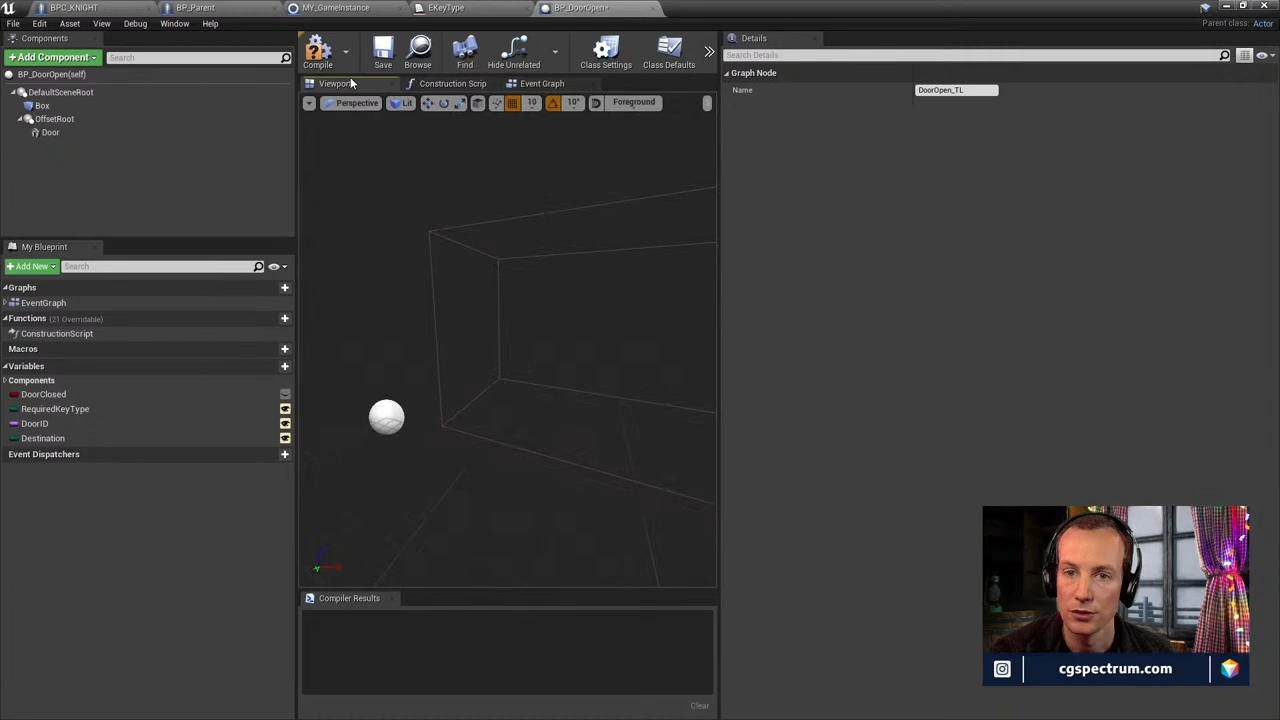 BPC_KNIGHT
BP_Parent
MY_GameInstance
EKeyType
BP_DoorOpen*
File Edit Asset View Debug Window Help
Parent class: Actor
Components
Details
+Add Component
Search
Compile Save Browse Find Hide Unrelated Class Settings Class Defaults
Search Details
BP_DoorOpen(self)
Graph Node
Viewport
Construction Scrip
Event Graph
Name
DoorOpen_TL
DefaultSceneRoot
Box
OffsetRoot
Door
Perspective
Lit
10
10°
Foreground
My Blueprint
+Add New
Search
Graphs
EventGraph
Functions (21 Overridable)
ConstructionScript
Macros
Variables
Components
DoorClosed
RequiredKeyType
DoorID
Destination
Event Dispatchers
Compiler Results
Clear
cgspectrum.com